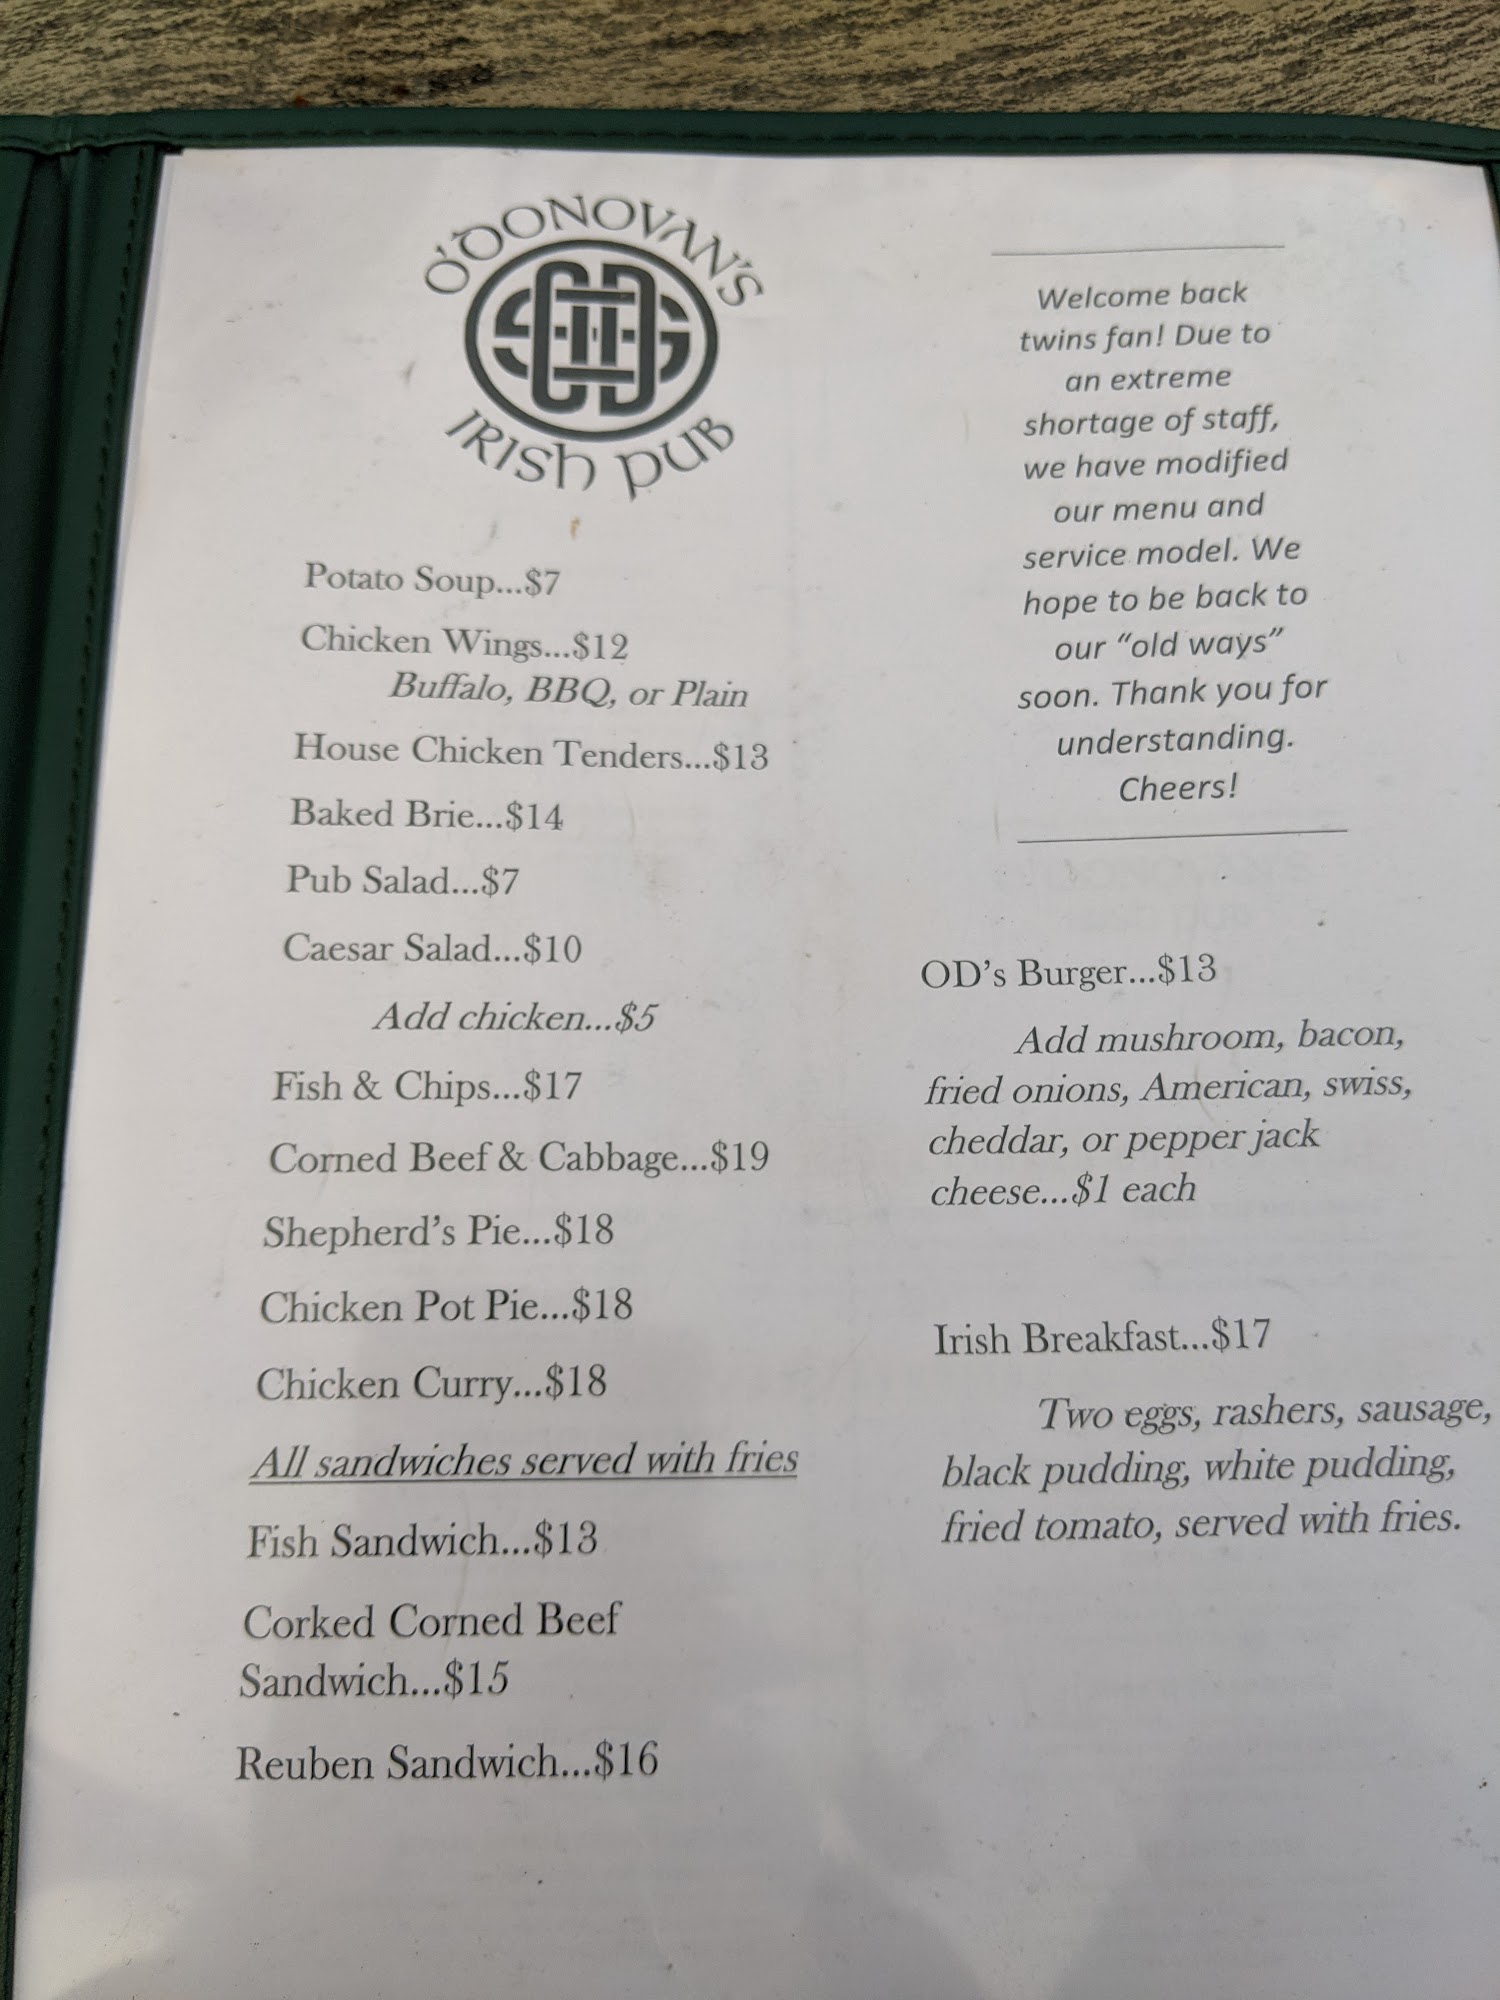 O'DONOVAN'S
IRISH PUB
Potato Soup...$7
Chicken Wings...$12
Buffalo, BBQ, or Plain
House Chicken Tenders...$13
Baked Brie...$14
Pub Salad...$7
Caesar Salad...$10
Add chicken...$5
Fish & Chips...$17
Corned Beef & Cabbage...$19
Shepherd's Pie...$18
Chicken Pot Pie...$18
Chicken Curry...$18
All sandwiches served with fries
Fish Sandwich...$13
Corked Corned Beef
Sandwich...$15
Reuben Sandwich...$16
Welcome back
twins fan! Due to
an extreme
shortage of staff,
we have modified
our menu and
service model. We
hope to be back to
our “old ways”
soon. Thank you for
understanding.
Cheers!
OD's Burger...$13
Add mushroom, bacon,
fried onions, American, swiss,
cheddar, or pepper jack
cheese...$1 each
Irish Breakfast...$17
Two eggs, rashers, sausage,
black pudding, white pudding,
fried tomato, served with fries.